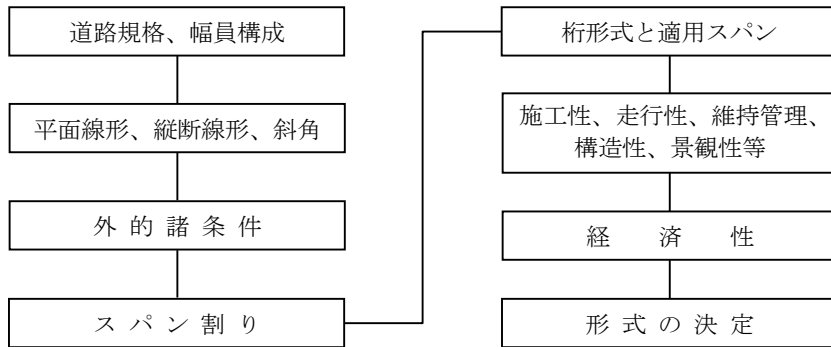 道路規格、幅員構成
平面線形、縦断線形、斜角
外的諸条件
スパン割り
桁形式と適用スパン
施工性、走行性、維持管理、
構造性、景観性等
経済性
形式の決定